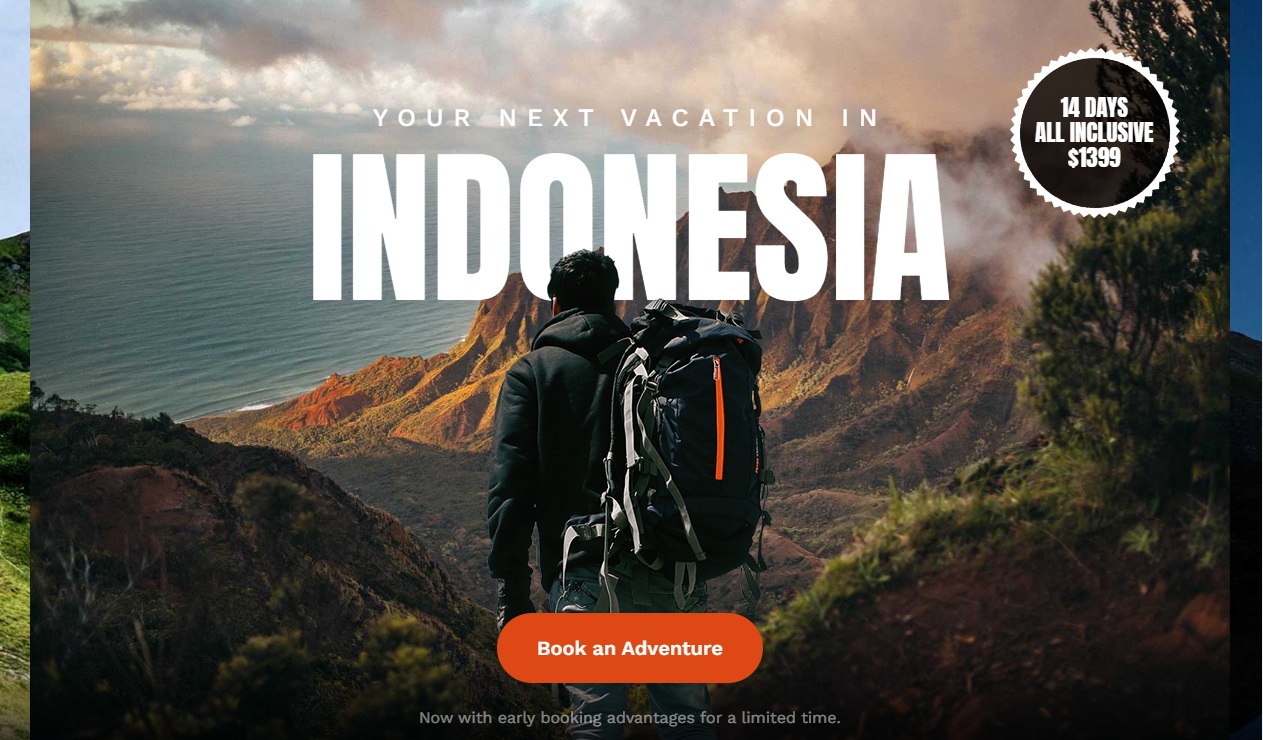 YOUR NEXT VACATION IN
INDONESIA
14 DAYS
ALL INCLUSIVE
$1399
Book an Adventure
Now with early booking advantages for a limited time.